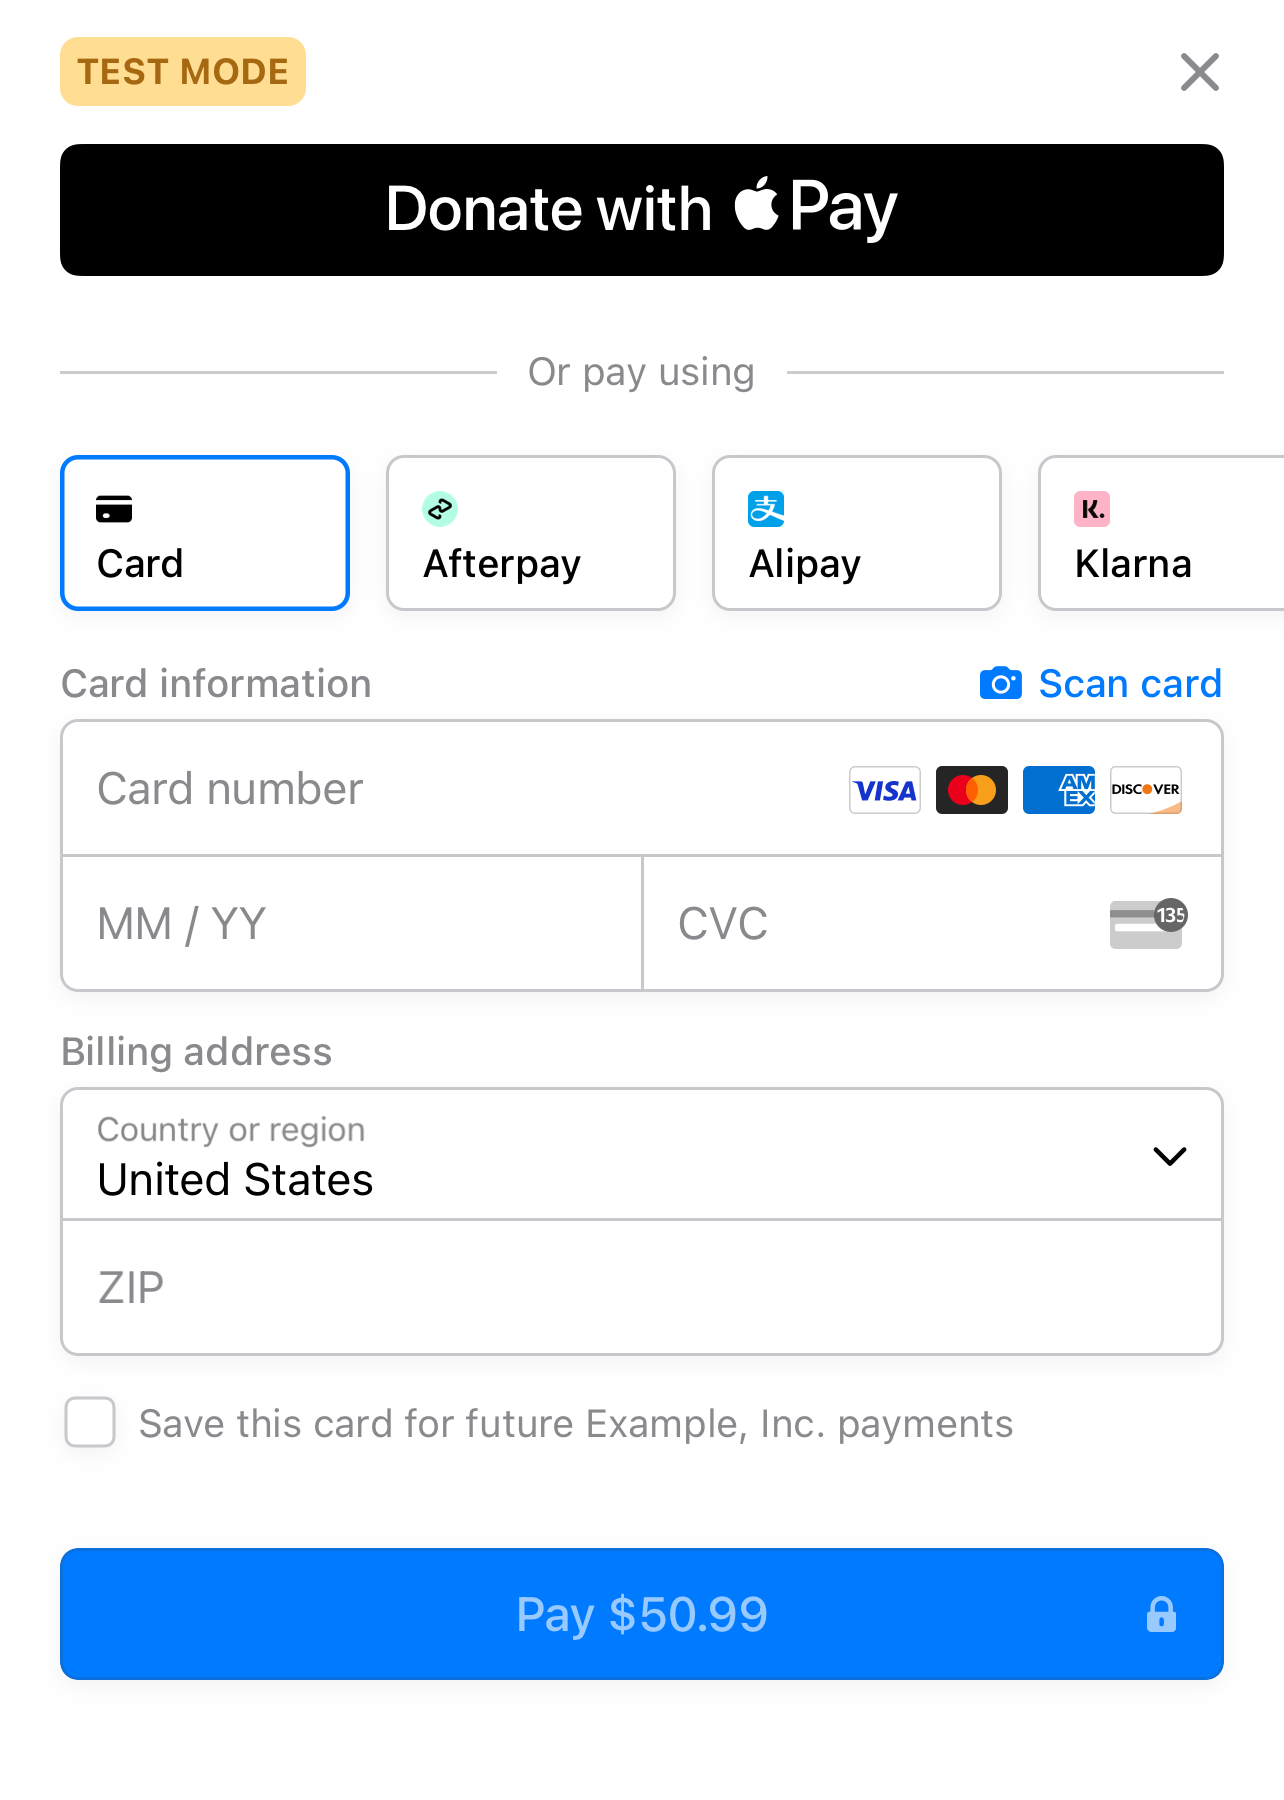 TEST MODE
Donate with Pay
Or pay using
Card
Afterpay
支
Alipay
K.
Klarna
Card information
Scan card
Card number
VISA
AMEX
DISCOVER
MM / YY
CVC
135
Billing address
Country or region
United States
ZIP
Save this card for future Example, Inc. payments
Pay $50.99